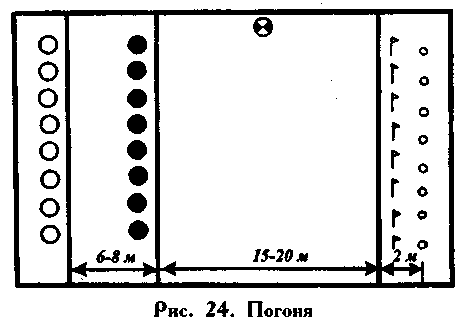 6-8 м 15-20 м 2 м
Рис. 24. Погоня